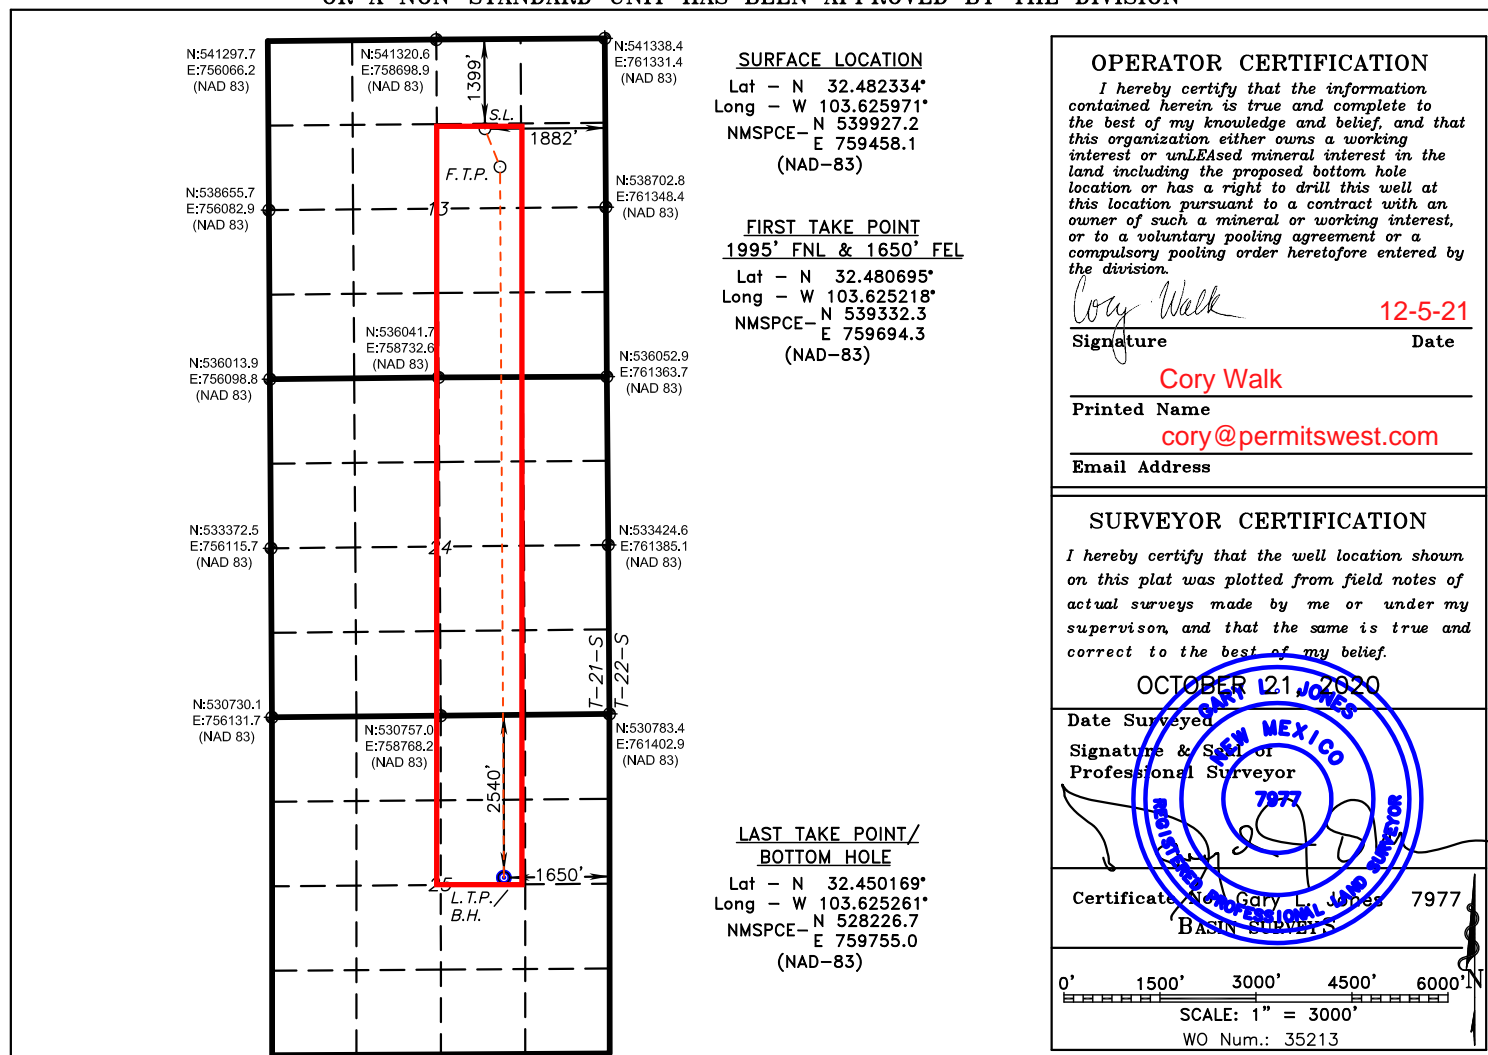 OR A NON-STANDARD UNIT HAS BEEN APPROVED BY THE DIVISION
N:541297.7
E:756066.2
(NAD 83)
N:541320.6
E:758698.9
(NAD 83)
N:541338.4
E:761331.4
(NAD 83)
1399'
S.L.
1882'
F.T.P.
N:538655.7
E:756082.9
(NAD 83)
13
N:538702.8
E:761348.4
(NAD 83)
N:536041.7
E:758732.6
(NAD 83)
N:536013.9
E:756098.8
(NAD 83)
N:536052.9
E:761363.7
(NAD 83)
N:533372.5
E:756115.7
(NAD 83)
24
N:533424.6
E:761385.1
(NAD 83)
T-21-S
T-22-S
N:530730.1
E:756131.7
(NAD 83)
N:530757.0
E:758768.2
(NAD 83)
N:530783.4
E:761402.9
(NAD 83)
2540'
1650'
25
L.T.P./
B.H.
SURFACE LOCATION
Lat - N 32.482334°
Long - W 103.625971°
NMSPCE- N 539927.2
E 759458.1
(NAD-83)
FIRST TAKE POINT
1995' FNL & 1650' FEL
Lat - N 32.480695°
Long - W 103.625218°
NMSPCE- N 539332.3
E 759694.3
(NAD-83)
LAST TAKE POINT/
BOTTOM HOLE
Lat - N 32.450169°
Long - W 103.625261°
NMSPCE- N 528226.7
E 759755.0
(NAD-83)
OPERATOR CERTIFICATION
I hereby certify that the information
contained herein is true and complete to
the best of my knowledge and belief, and that
this organization either owns a working
interest or unLEAsed mineral interest in the
land including the proposed bottom hole
location or has a right to drill this well at
this location pursuant to a contract with an
owner of such a mineral or working interest,
or to a voluntary pooling agreement or a
compulsory pooling order heretofore entered by
the division.
Cory Walk 12-5-21
Signature Date
Cory Walk
Printed Name
cory@permitswest.com
Email Address
SURVEYOR CERTIFICATION
I hereby certify that the well location shown
on this plat was plotted from field notes of
actual surveys made by me or under my
supervison, and that the same is true and
correct to the best of my belief.
OCTOBER 21, 2020
Date Surveyed
Signature & Seal of
Professional Surveyor
GARY L. JONES
NEW MEXICO
7977
REGISTERED PROFESSIONAL LAND SURVEYOR
Certificate No. Gary L. Jones 7977
BASIN SURVEYS
0' 1500' 3000' 4500' 6000'
N
SCALE: 1" = 3000'
WO Num.: 35213